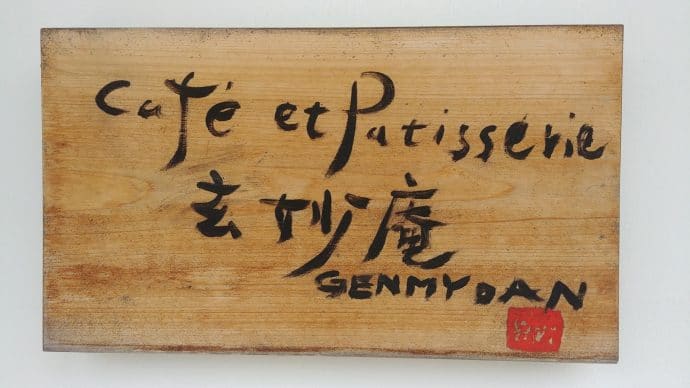 Café et Patisserie
玄妙庵
GENMYOAN